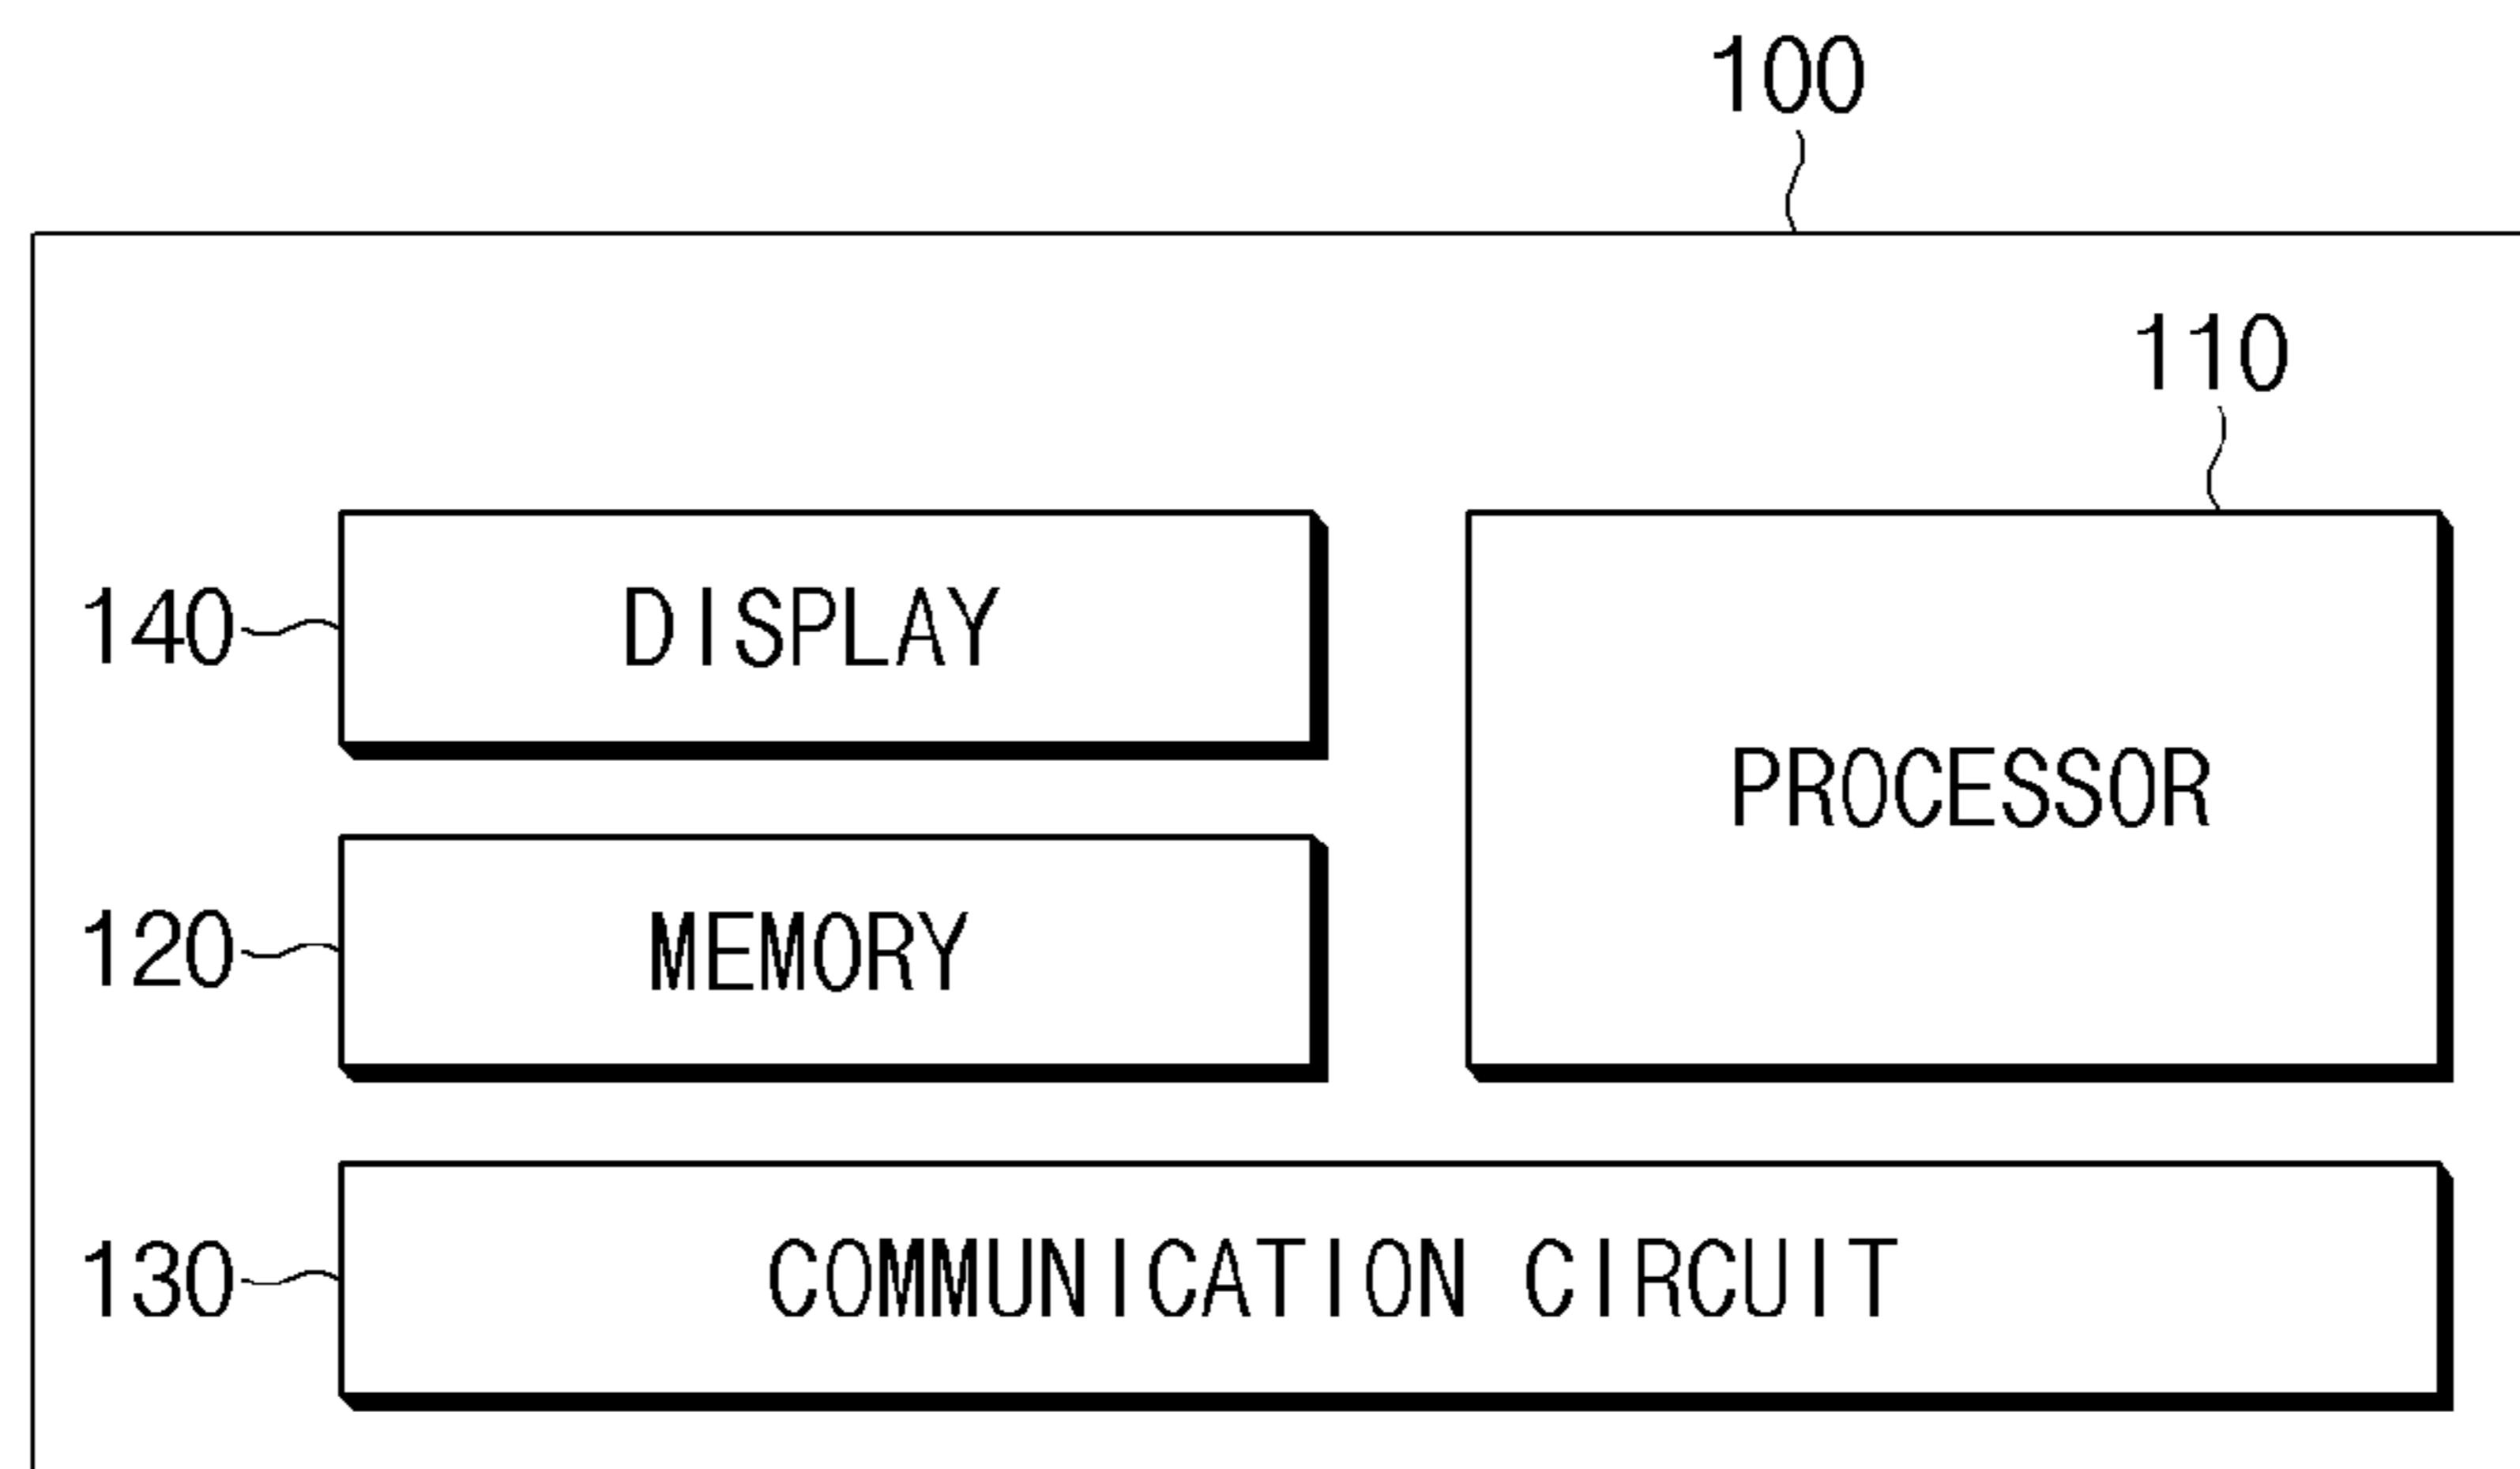 100
110
140 DISPLAY
PROCESSOR
120 MEMORY
130 COMMUNICATION CIRCUIT